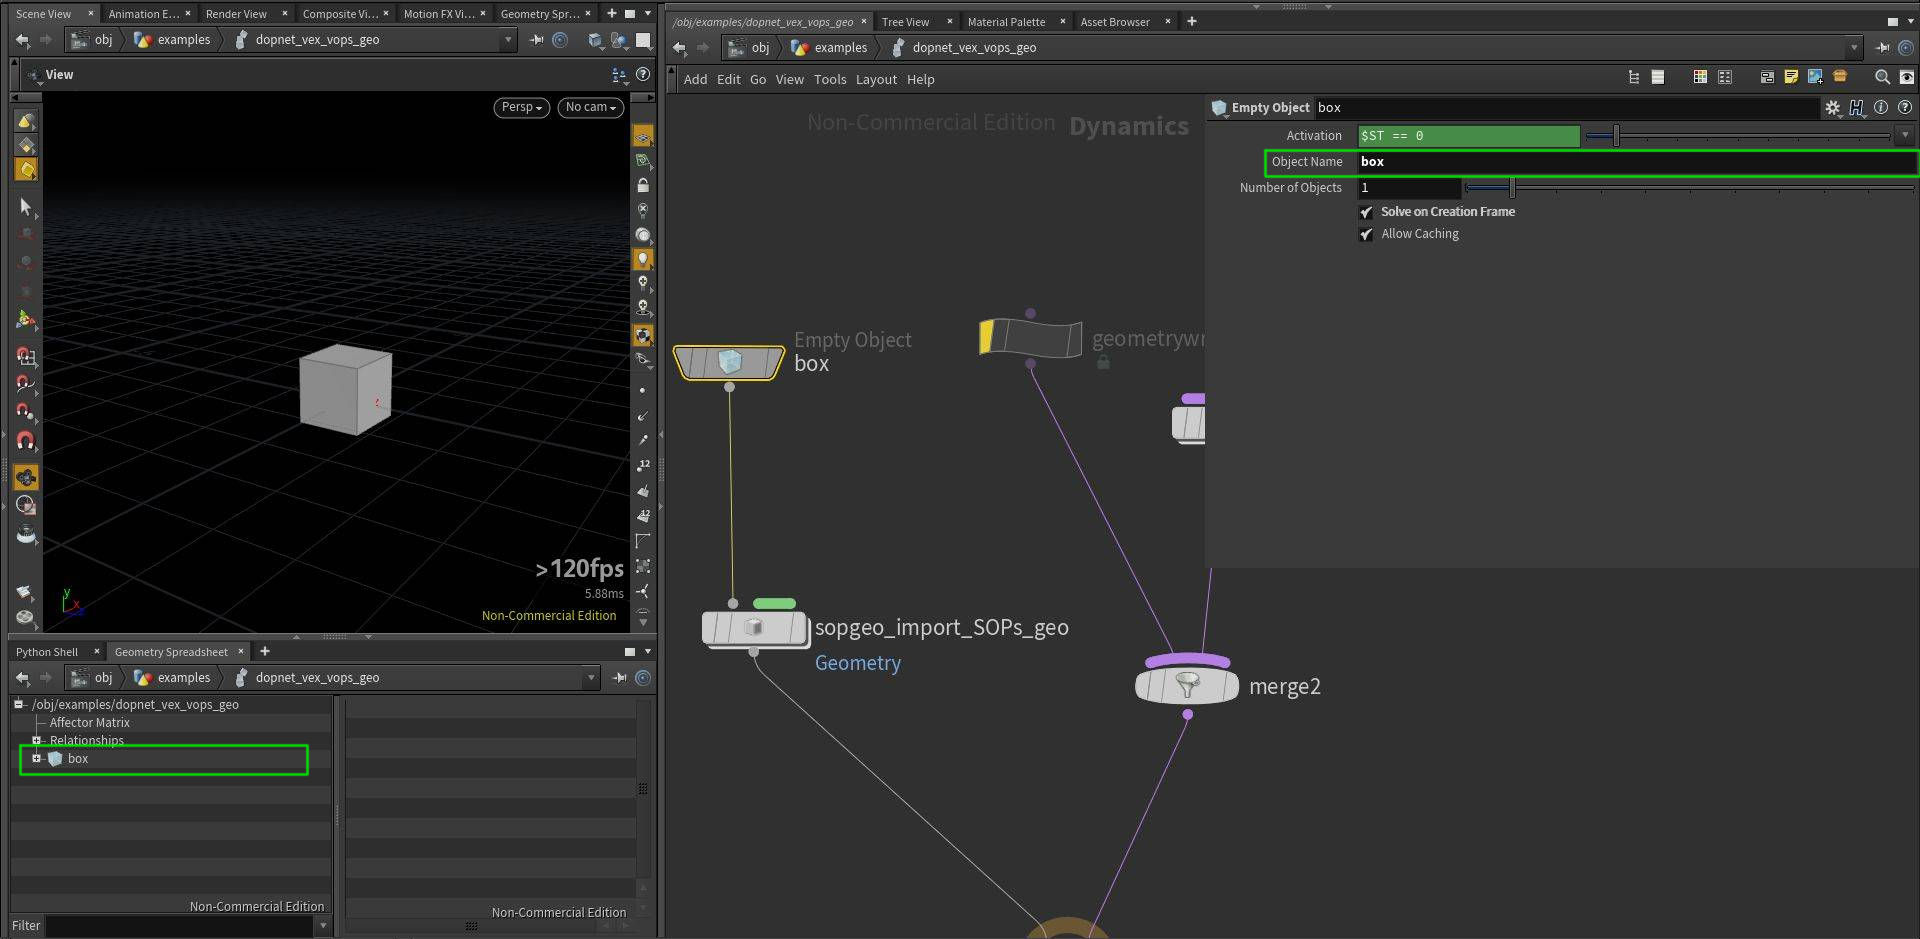 Scene View × Animation E... × Render View × Composite Vi... × Motion FX Vi... × Geometry Spr... × +
obj examples dopnet_vex_vops_geo
View
Persp No cam
12
12
>120fps
5.88ms
Non-Commercial Edition
y
x
Python Shell × Geometry Spreadsheet × +
obj examples dopnet_vex_vops_geo
/obj/examples/dopnet_vex_vops_geo
Affector Matrix
Relationships
box
Non-Commercial Edition
Non-Commercial Edition
Filter
/obj/examples/dopnet_vex_vops_geo × Tree View × Material Palette × Asset Browser × +
obj examples dopnet_vex_vops_geo
Add Edit Go View Tools Layout Help
Non-Commercial Edition Dynamics
Empty Object box
Activation $ST == 0
Object Name box
Number of Objects 1
Solve on Creation Frame
Allow Caching
Empty Object
box
geometrywr
sopgeo_import_SOPs_geo
Geometry
merge2